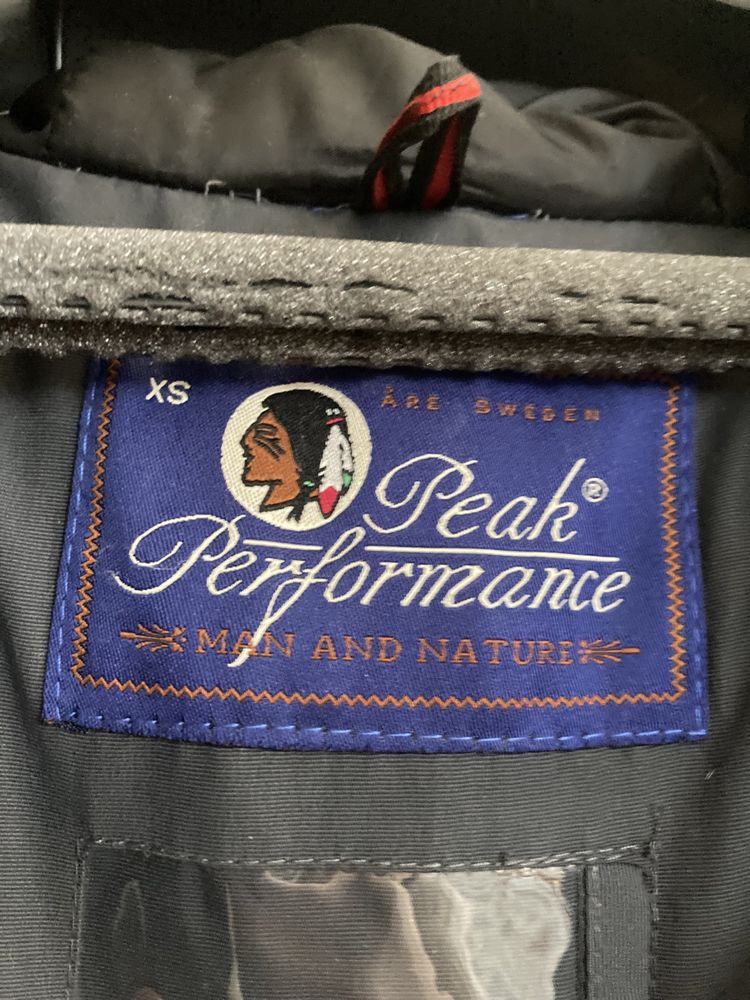 XS
ÅRE SWEDEN
Peak®
Performance
MAN AND NATURE